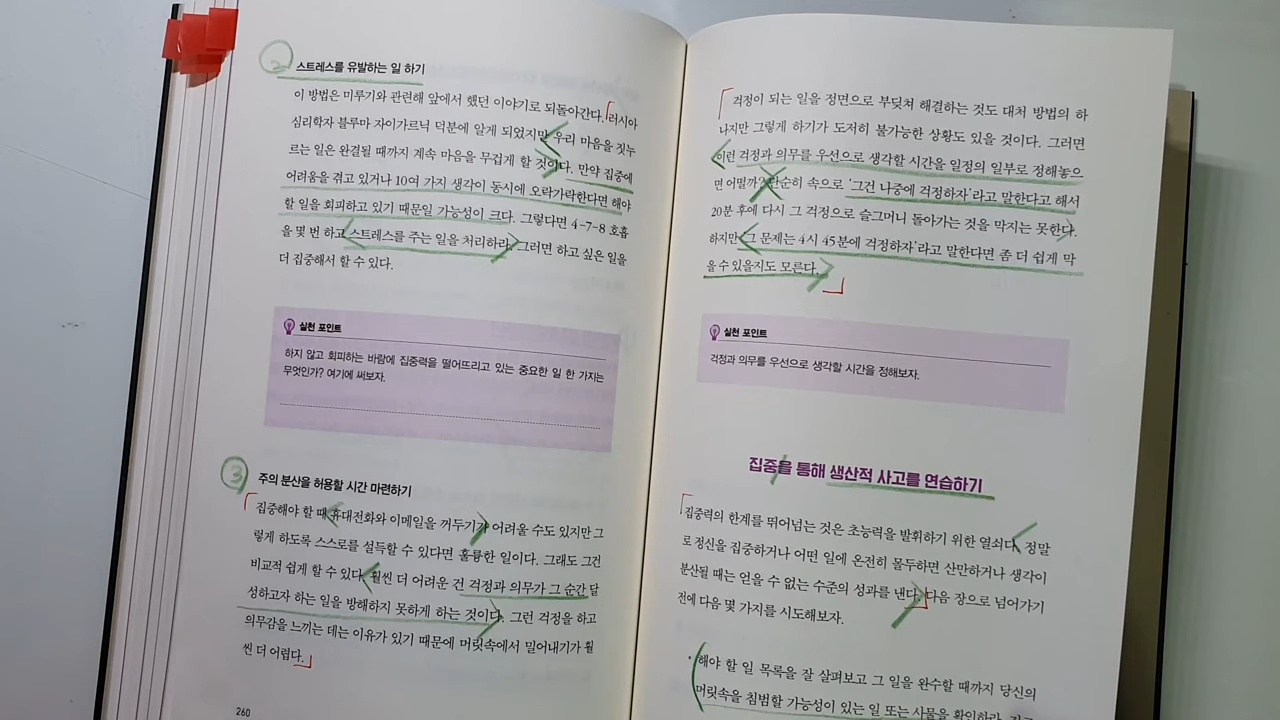 2
스트레스를 유발하는 일 하기
이 방법은 미루기와 관련해 앞에서 했던 이야기로 되돌아간다. 러시아
심리학자 블루마 자이가르닉 덕분에 알게 되었지만 우리 마음을 짓누
르는 일은 완결될 때까지 계속 마음을 무겁게 할 것이다. 만약 집중에
어려움을 겪고 있거나 10여 가지 생각이 동시에 오락가락한다면 해야
할 일을 회피하고 있기 때문일 가능성이 크다. 그렇다면 4-7-8 호흡
을 몇 번 하고 스트레스를 주는 일을 처리하라. 그러면 하고 싶은 일을
더 집중해서 할 수 있다.
실천 포인트
하지 않고 회피하는 바람에 집중력을 떨어뜨리고 있는 중요한 일 한 가지는
무엇인가? 여기에 써보자.
3
주의 분산을 허용할 시간 마련하기
집중해야 할 때 휴대전화와 이메일을 꺼두기가 어려울 수도 있지만 그
렇게 하도록 스스로를 설득할 수 있다면 훌륭한 일이다. 그래도 그건
비교적 쉽게 할 수 있다. 훨씬 더 어려운 건 걱정과 의무가 그 순간 달
성하고자 하는 일을 방해하지 못하게 하는 것이다. 그런 걱정을 하고
의무감을 느끼는 데는 이유가 있기 때문에 머릿속에서 밀어내기가 훨
씬 더 어렵다.
260
걱정이 되는 일을 정면으로 부딪쳐 해결하는 것도 대처 방법의 하
나지만 그렇게 하기가 도저히 불가능한 상황도 있을 것이다. 그러면
이런 걱정과 의무를 우선으로 생각할 시간을 일정의 일부로 정해놓으
면 어떨까? 단순히 속으로 '그건 나중에 걱정하자'라고 말한다고 해서
20분 후에 다시 그 걱정으로 슬그머니 돌아가는 것을 막지는 못한다.
하지만 '그 문제는 4시 45분에 걱정하자'라고 말한다면 좀 더 쉽게 막
을 수 있을지도 모른다.
실천 포인트
걱정과 의무를 우선으로 생각할 시간을 정해보자.
집중을 통해 생산적 사고를 연습하기
집중력의 한계를 뛰어넘는 것은 초능력을 발휘하기 위한 열쇠다. 정말
로 정신을 집중하거나 어떤 일에 온전히 몰두하면 산만하거나 생각이
분산될 때는 얻을 수 없는 수준의 성과를 낸다. 다음 장으로 넘어가기
전에 다음 몇 가지를 시도해보자.
• 해야 할 일 목록을 잘 살펴보고 그 일을 완수할 때까지 당신의
머릿속을 침범할 가능성이 있는 일 또는 사물을 확인하라.